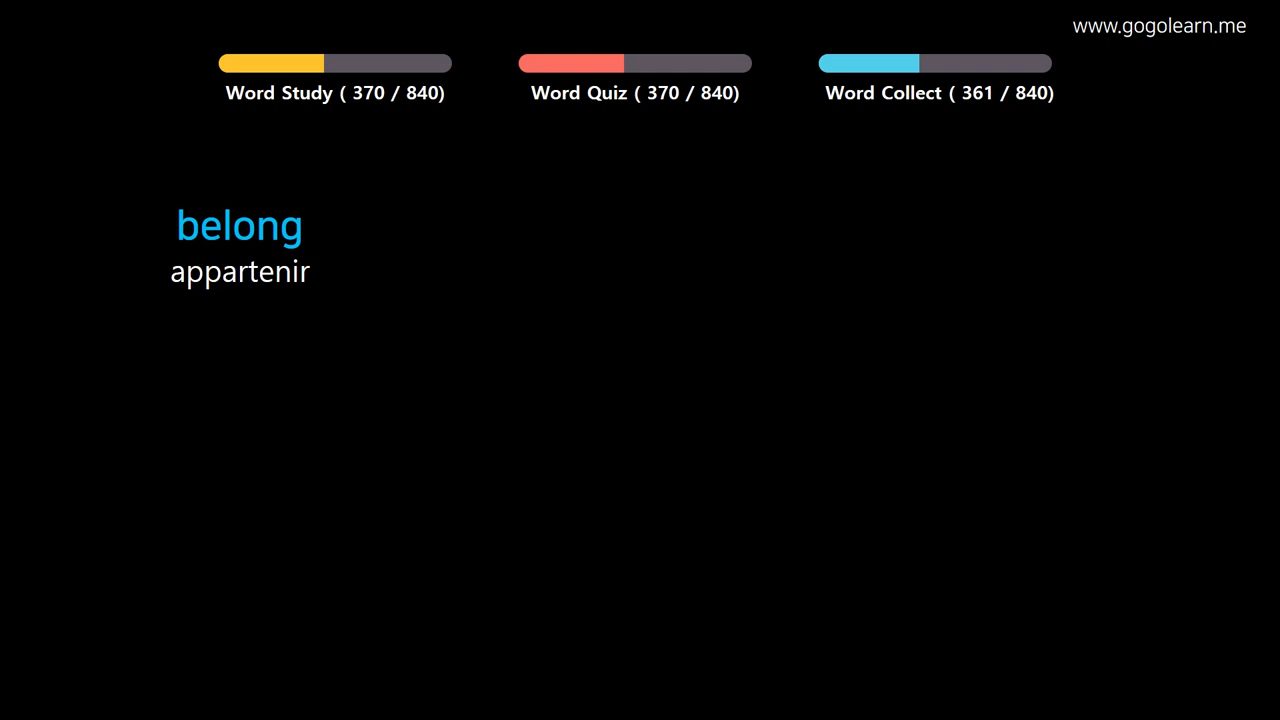 www.gogolearn.me
Word Study ( 370 / 840)
Word Quiz ( 370 / 840)
Word Collect ( 361 / 840)
belong
appartenir